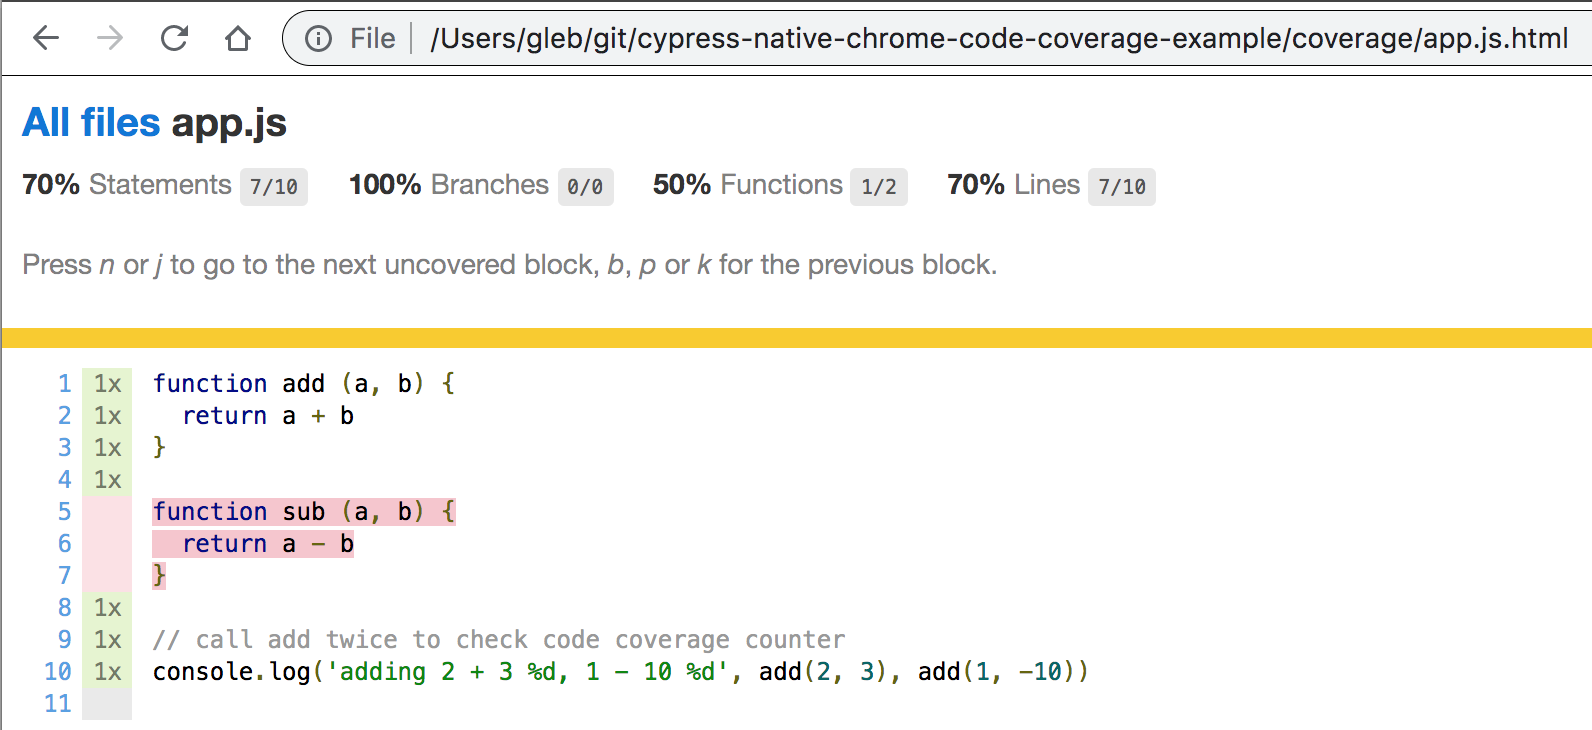 File /Users/gleb/git/cypress-native-chrome-code-coverage-example/coverage/app.js.html
All files app.js
70% Statements 7/10 100% Branches 0/0 50% Functions 1/2 70% Lines 7/10
Press n or j to go to the next uncovered block, b, p or k for the previous block.
1 1x function add (a, b) {
2 1x   return a + b
3 1x }
4 1x
5 function sub (a, b) {
6   return a - b
7 }
8 1x
9 1x // call add twice to check code coverage counter
10 1x console.log('adding 2 + 3 %d, 1 - 10 %d', add(2, 3), add(1, -10))
11